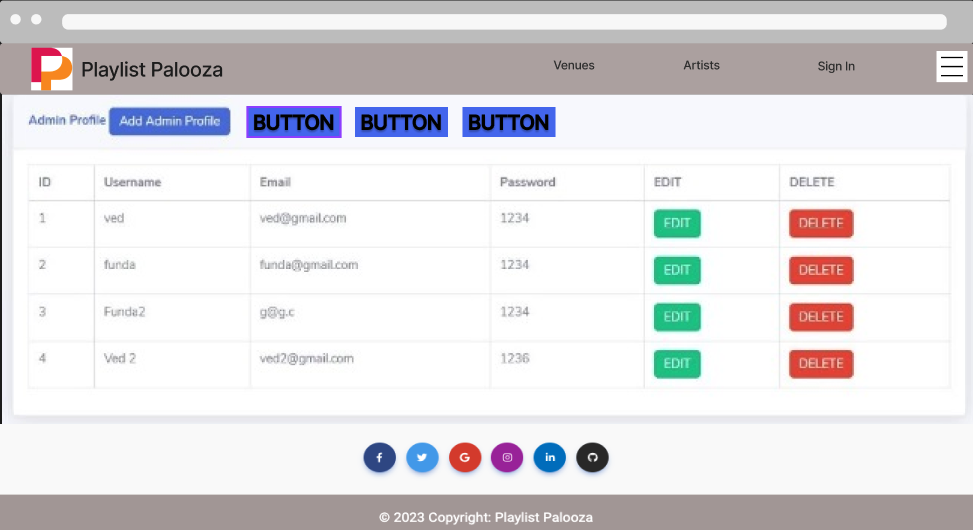 Playlist Palooza Venues Artists Sign In
Admin Profile Add Admin Profile BUTTON BUTTON BUTTON
ID Username Email Password EDIT DELETE
1 ved ved@gmail.com 1234 EDIT DELETE
2 funda funda@gmail.com 1234 EDIT DELETE
3 Funda2 g@g.c 1234 EDIT DELETE
4 Ved 2 ved2@gmail.com 1236 EDIT DELETE
© 2023 Copyright: Playlist Palooza